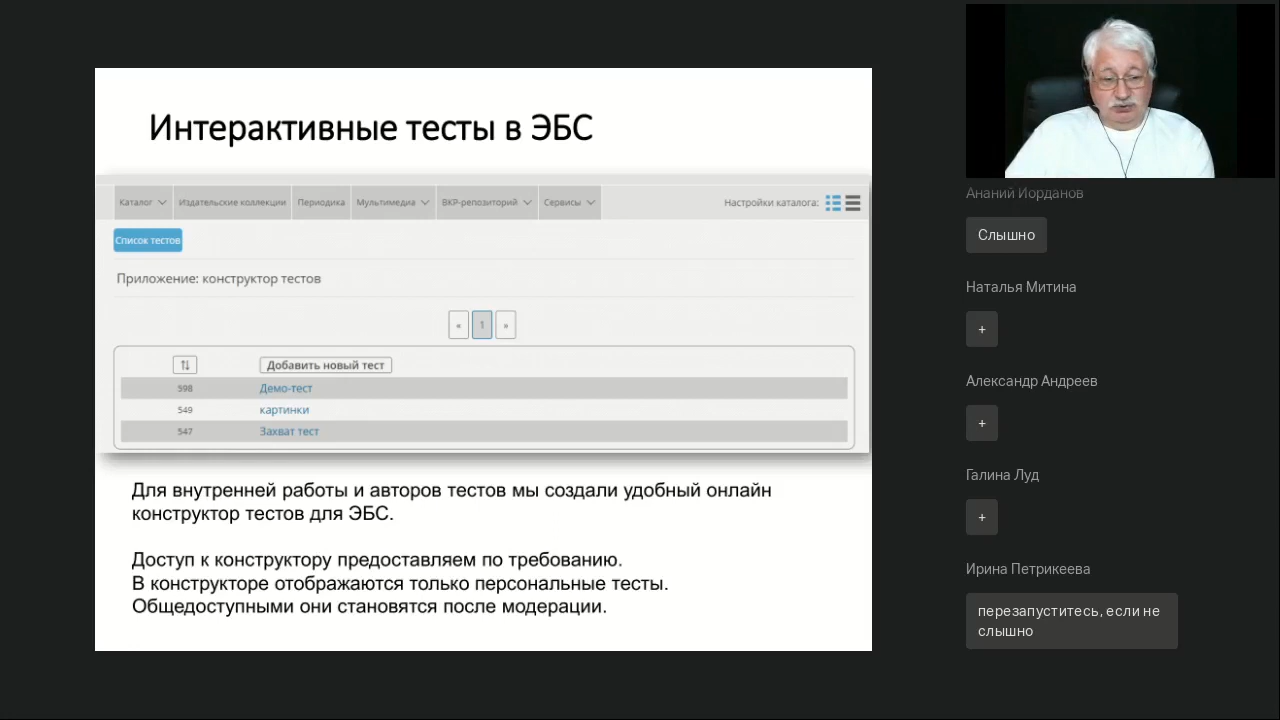 Интерактивные тесты в ЭБС
Каталог
Издательские коллекции
Периодика
Мультимедиа
ВКР-репозиторий
Сервисы
Настройки каталога:
Список тестов
Приложение: конструктор тестов
« 1 »
Добавить новый тест
598 Демо-тест
549 картинки
547 Захват тест
Для внутренней работы и авторов тестов мы создали удобный онлайн
конструктор тестов для ЭБС.
Доступ к конструктору предоставляем по требованию.
В конструкторе отображаются только персональные тесты.
Общедоступными они становятся после модерации.
Ананий Иорданов
Слышно
Наталья Митина
+
Александр Андреев
+
Галина Луд
+
Ирина Петрикеева
перезапуститесь, если не
слышно